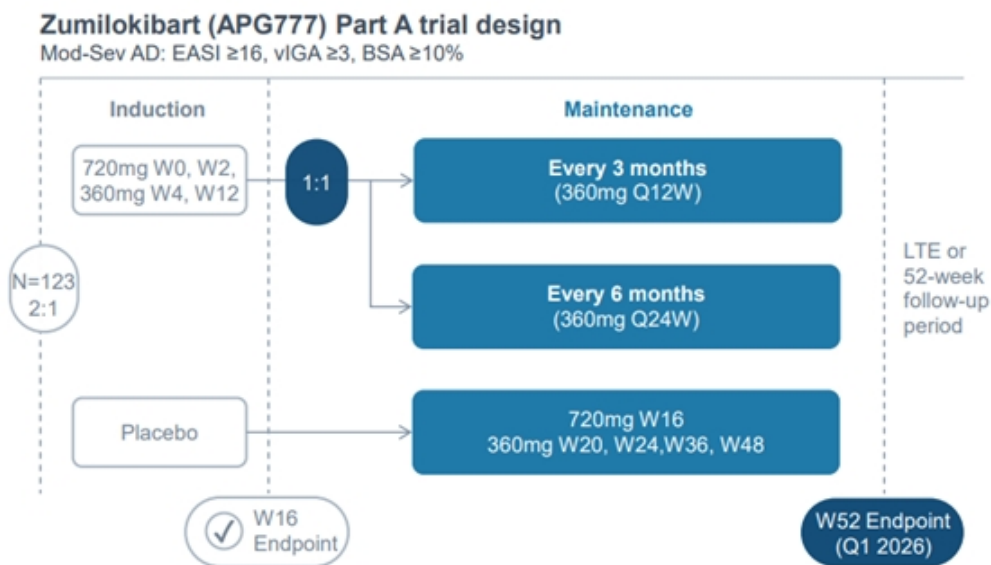 Zumilokibart (APG777) Part A trial design
Mod-Sev AD: EASI ≥16, vIGA ≥3, BSA ≥10%
Induction
Maintenance
720mg W0, W2,
360mg W4, W12
1:1
Every 3 months
(360mg Q12W)
N=123
2:1
Every 6 months
(360mg Q24W)
LTE or
52-week
follow-up
period
Placebo
720mg W16
360mg W20, W24,W36, W48
W16
Endpoint
W52 Endpoint
(Q1 2026)